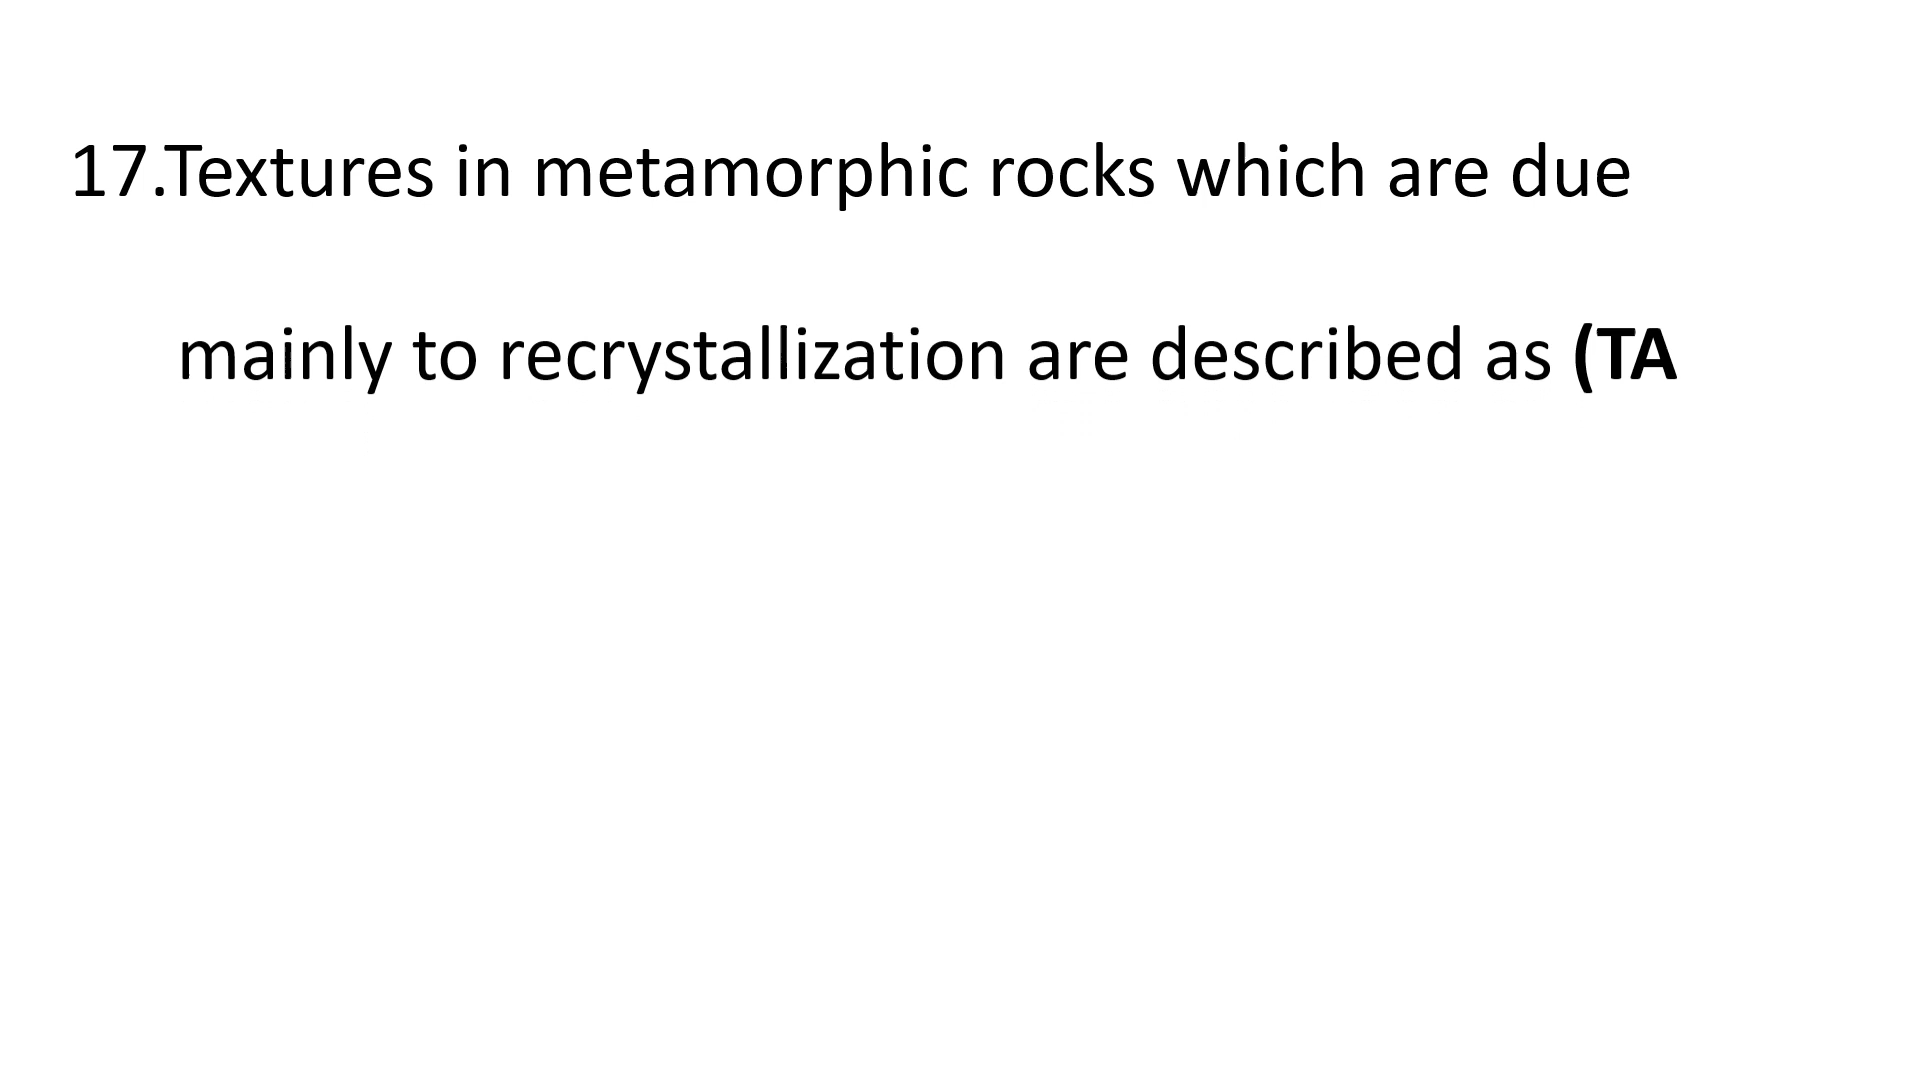 17.Textures in metamorphic rocks which are due
mainly to recrystallization are described as (TA